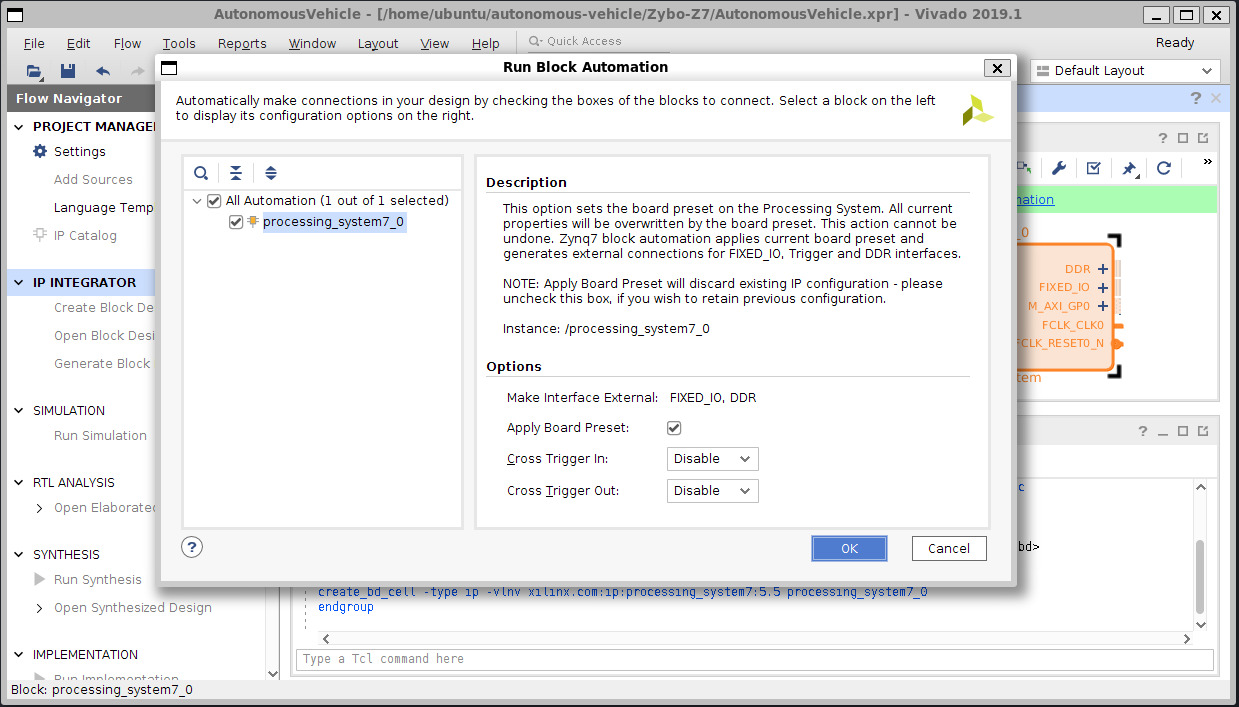 AutonomousVehicle - [/home/ubuntu/autonomous-vehicle/Zybo-Z7/AutonomousVehicle.xpr] - Vivado 2019.1
File Edit Flow Tools Reports Window Layout View Help Quick Access Ready
Default Layout
Flow Navigator
PROJECT MANAGE
Settings
Add Sources
Language Temp
IP Catalog
IP INTEGRATOR
Create Block De
Open Block Desi
Generate Block
SIMULATION
Run Simulation
RTL ANALYSIS
Open Elaborated
SYNTHESIS
Run Synthesis
Open Synthesized Design
IMPLEMENTATION
Run Implementation
Block: processing_system7_0
Run Block Automation
Automatically make connections in your design by checking the boxes of the blocks to connect. Select a block on the left
to display its configuration options on the right.
All Automation (1 out of 1 selected)
processing_system7_0
Description
This option sets the board preset on the Processing System. All current
properties will be overwritten by the board preset. This action cannot be
undone. Zynq7 block automation applies current board preset and
generates external connections for FIXED_IO, Trigger and DDR interfaces.
NOTE: Apply Board Preset will discard existing IP configuration - please
uncheck this box, if you wish to retain previous configuration.
Instance: /processing_system7_0
Options
Make Interface External: FIXED_IO, DDR
Apply Board Preset:
Cross Trigger In: Disable
Cross Trigger Out: Disable
? OK Cancel
? 
?
»
mation
_0
DDR
FIXED_IO
M_AXI_GP0
FCLK_CLK0
FCLK_RESET0_N
tem
?
c
bd>
create_bd_cell -type ip -vlnv xilinx.com:ip:processing_system7:5.5 processing_system7_0
endgroup
Type a Tcl command here